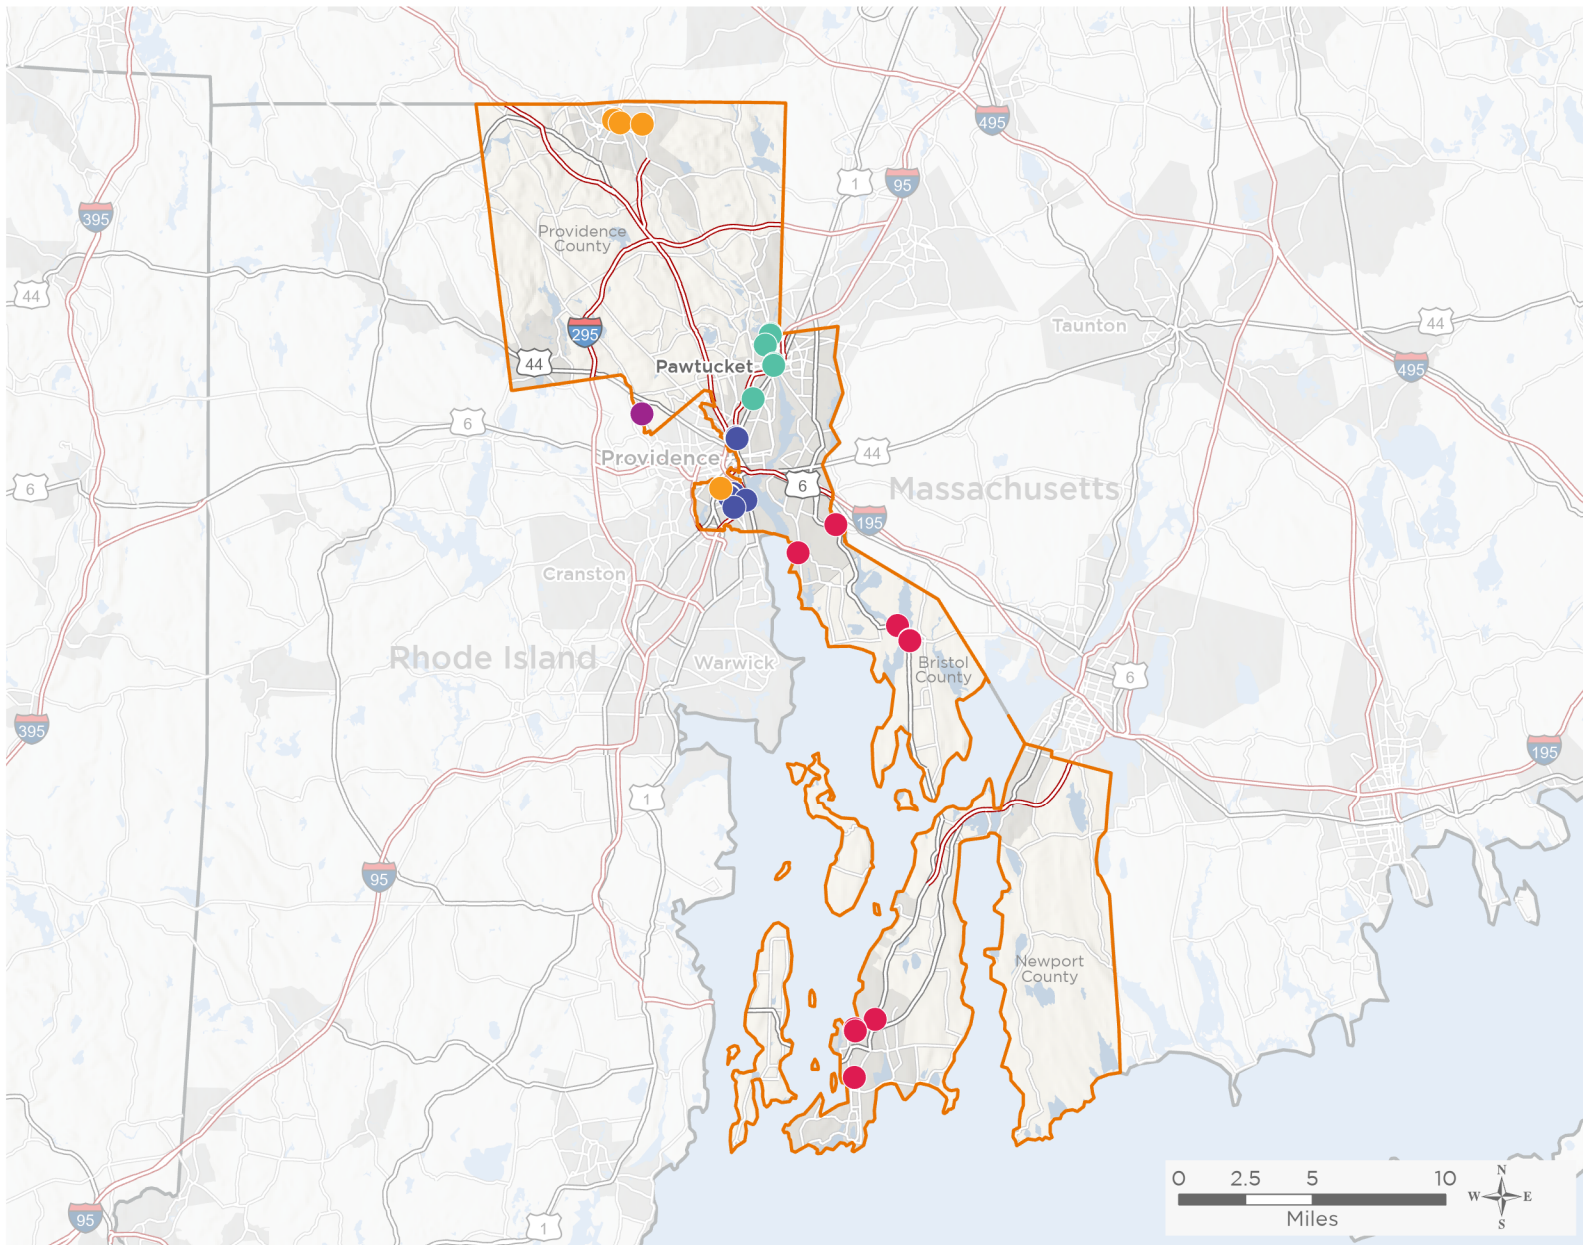 495
1
95
395
Providence
County
44
44
295
44
Taunton
Pawtucket
495
6
44
Providence
6
6
Massachusetts
195
Cranston
Rhode Island
Warwick
Bristol
County
6
395
195
1
95
Newport
County
0 2.5 5 10
Miles
N
W E
S
95
1